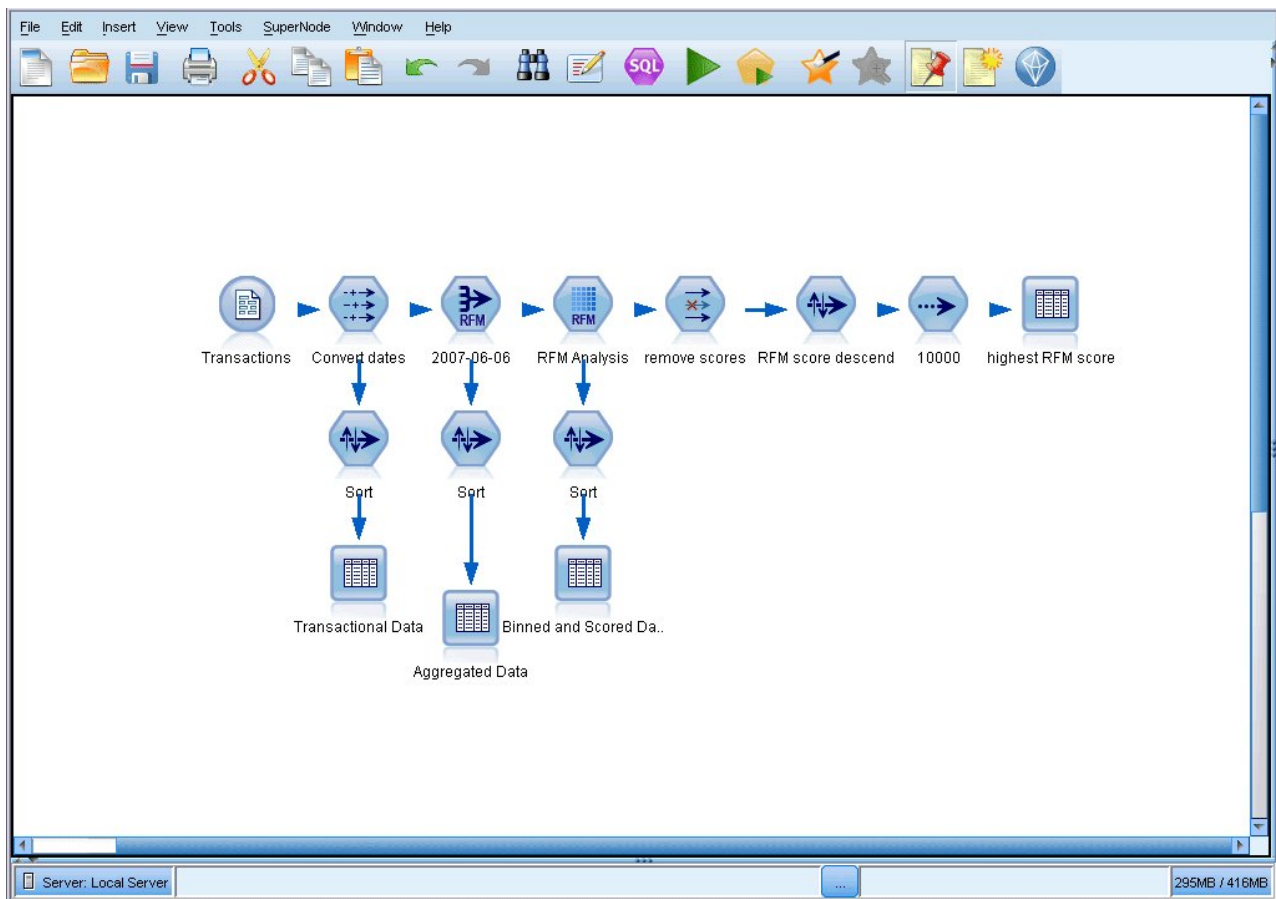 File Edit Insert View Tools SuperNode Window Help
SQL
RFM RFM
Transactions Convert dates 2007-06-06 RFM Analysis remove scores RFM score descend 10000 highest RFM score
Sort Sort Sort
Transactional Data Binned and Scored Da..
Aggregated Data
Server: Local Server ... 295MB / 416MB